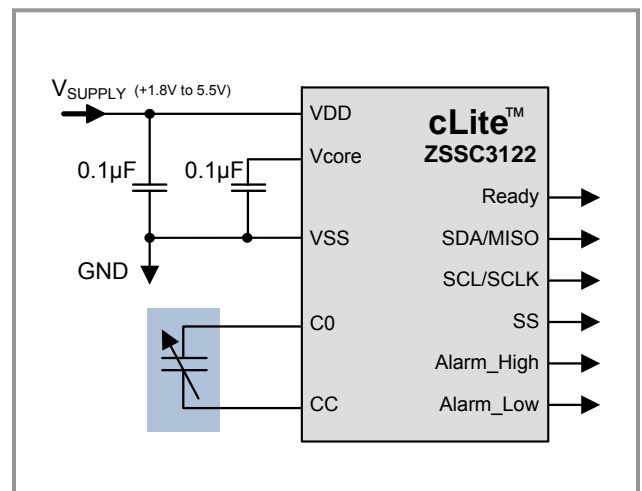 V_SUPPLY (+1.8V to 5.5V)
VDD
cLite™
ZSSC3122
Vcore
0.1µF
0.1µF
Ready
VSS
SDA/MISO
GND
SCL/SCLK
C0
SS
Alarm_High
CC
Alarm_Low